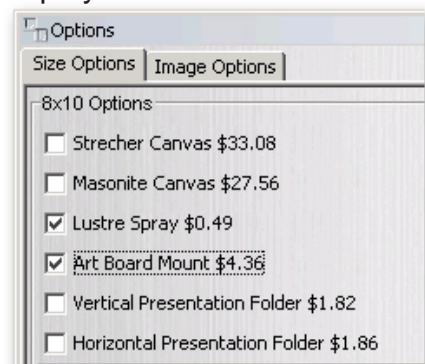 Options
Size Options Image Options
8x10 Options
Strecher Canvas $33.08
Masonite Canvas $27.56
Lustre Spray $0.49
Art Board Mount $4.36
Vertical Presentation Folder $1.82
Horizontal Presentation Folder $1.86